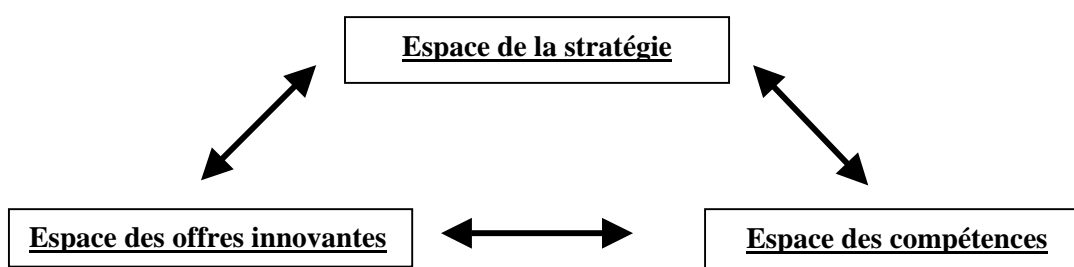 Espace de la stratégie
Espace des offres innovantes
Espace des compétences